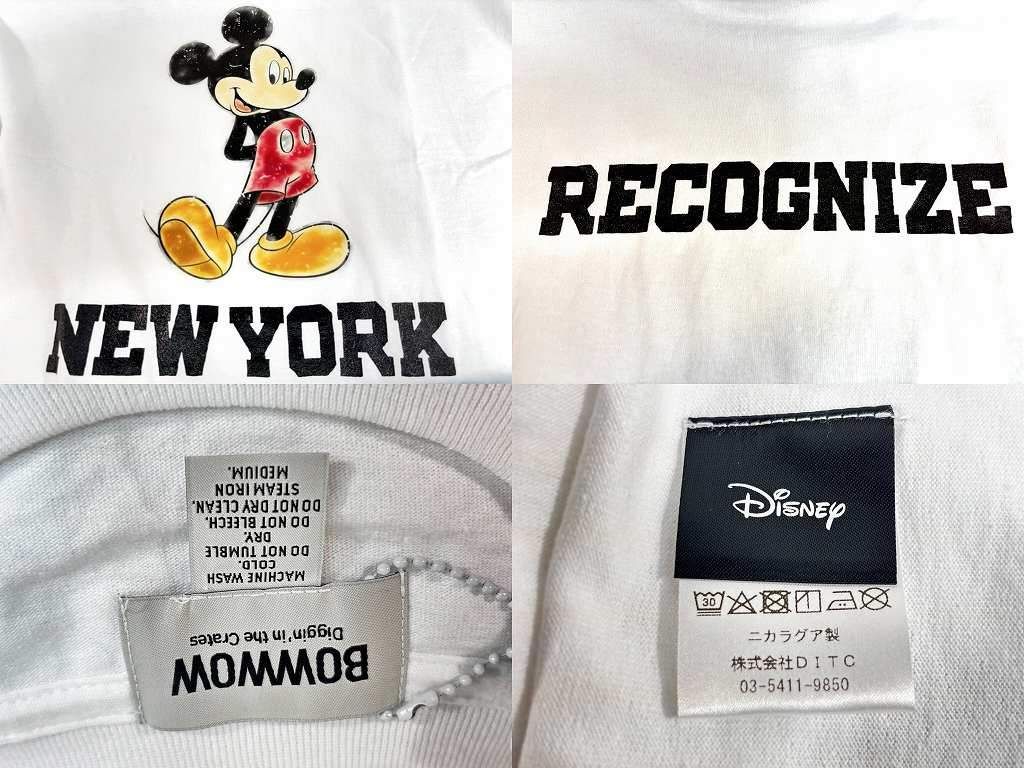 NEW YORK
RECOGNIZE
MACHINE WASH
COLD.
DO NOT TUMBLE
DRY.
DO NOT BLEECH.
DO NOT DRY CLEAN.
STEAM IRON
MEDIUM.
BOWWOW
Diggin' in the Crates
Disney
30
ニカラグア製
株式会社DITC
03-5411-9850